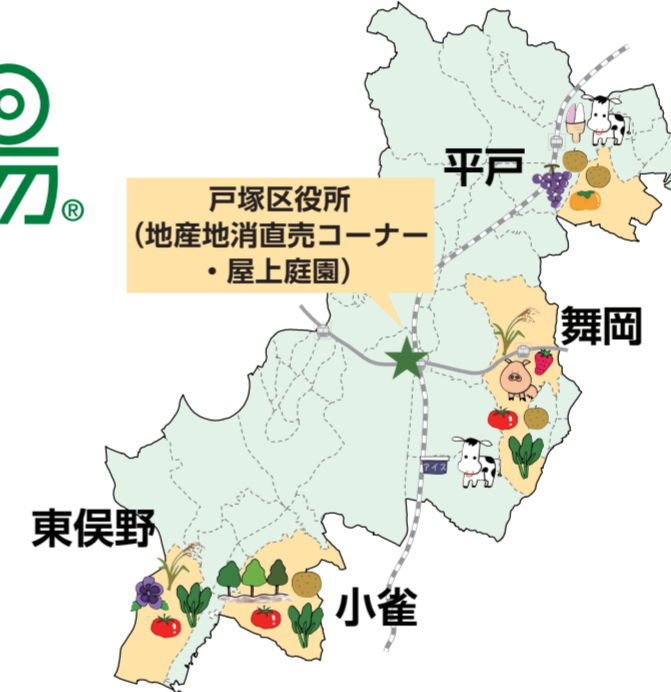 ®
平戸
戸塚区役所
（地産地消直売コーナー
・屋上庭園）
舞岡
アイス
東俣野
小雀